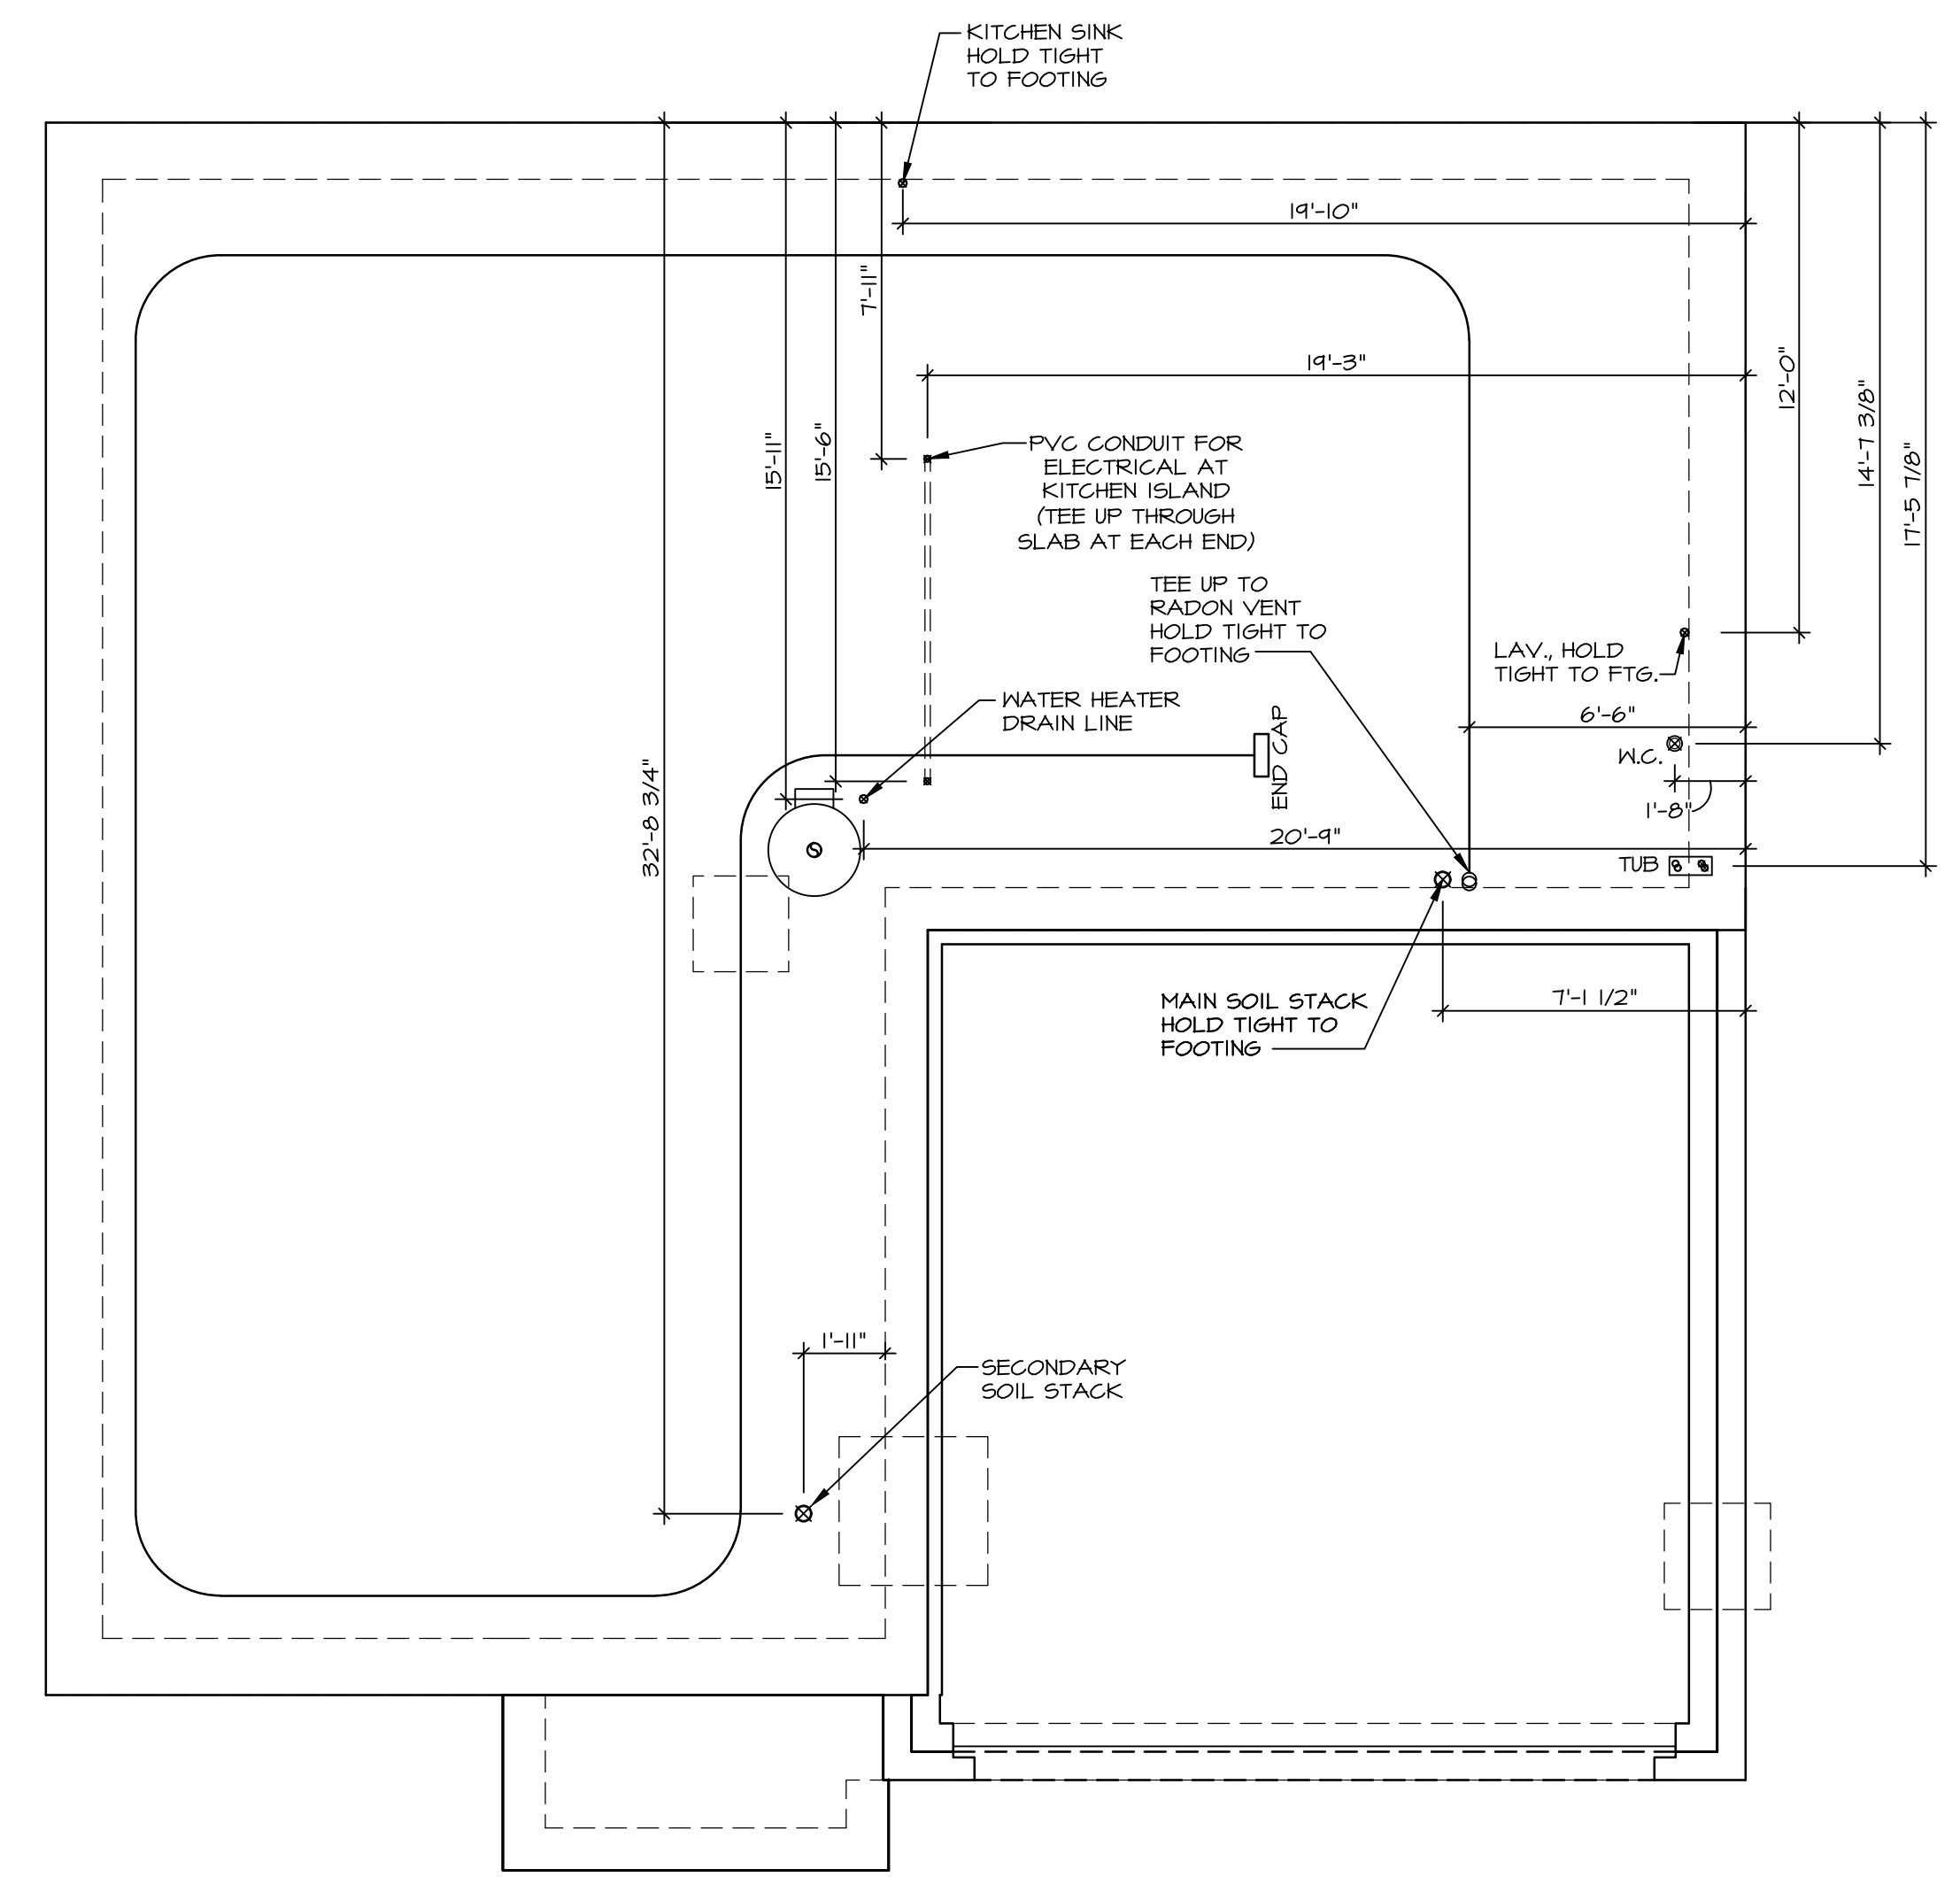 KITCHEN SINK
HOLD TIGHT
TO FOOTING
19'-10"
7'-11"
19'-3"
12'-0"
14'-7 3/8"
17'-5 7/8"
15'-11"
15'-6"
PVC CONDUIT FOR
ELECTRICAL AT
KITCHEN ISLAND
(TEE UP THROUGH
SLAB AT EACH END)
TEE UP TO
RADON VENT
HOLD TIGHT TO
FOOTING
LAV., HOLD
TIGHT TO FTG.
WATER HEATER
DRAIN LINE
6'-6"
END CAP
W.C.
1'-8"
32'-8 3/4"
20'-9"
TUB
MAIN SOIL STACK
HOLD TIGHT TO
FOOTING
7'-1 1/2"
1'-11"
SECONDARY
SOIL STACK